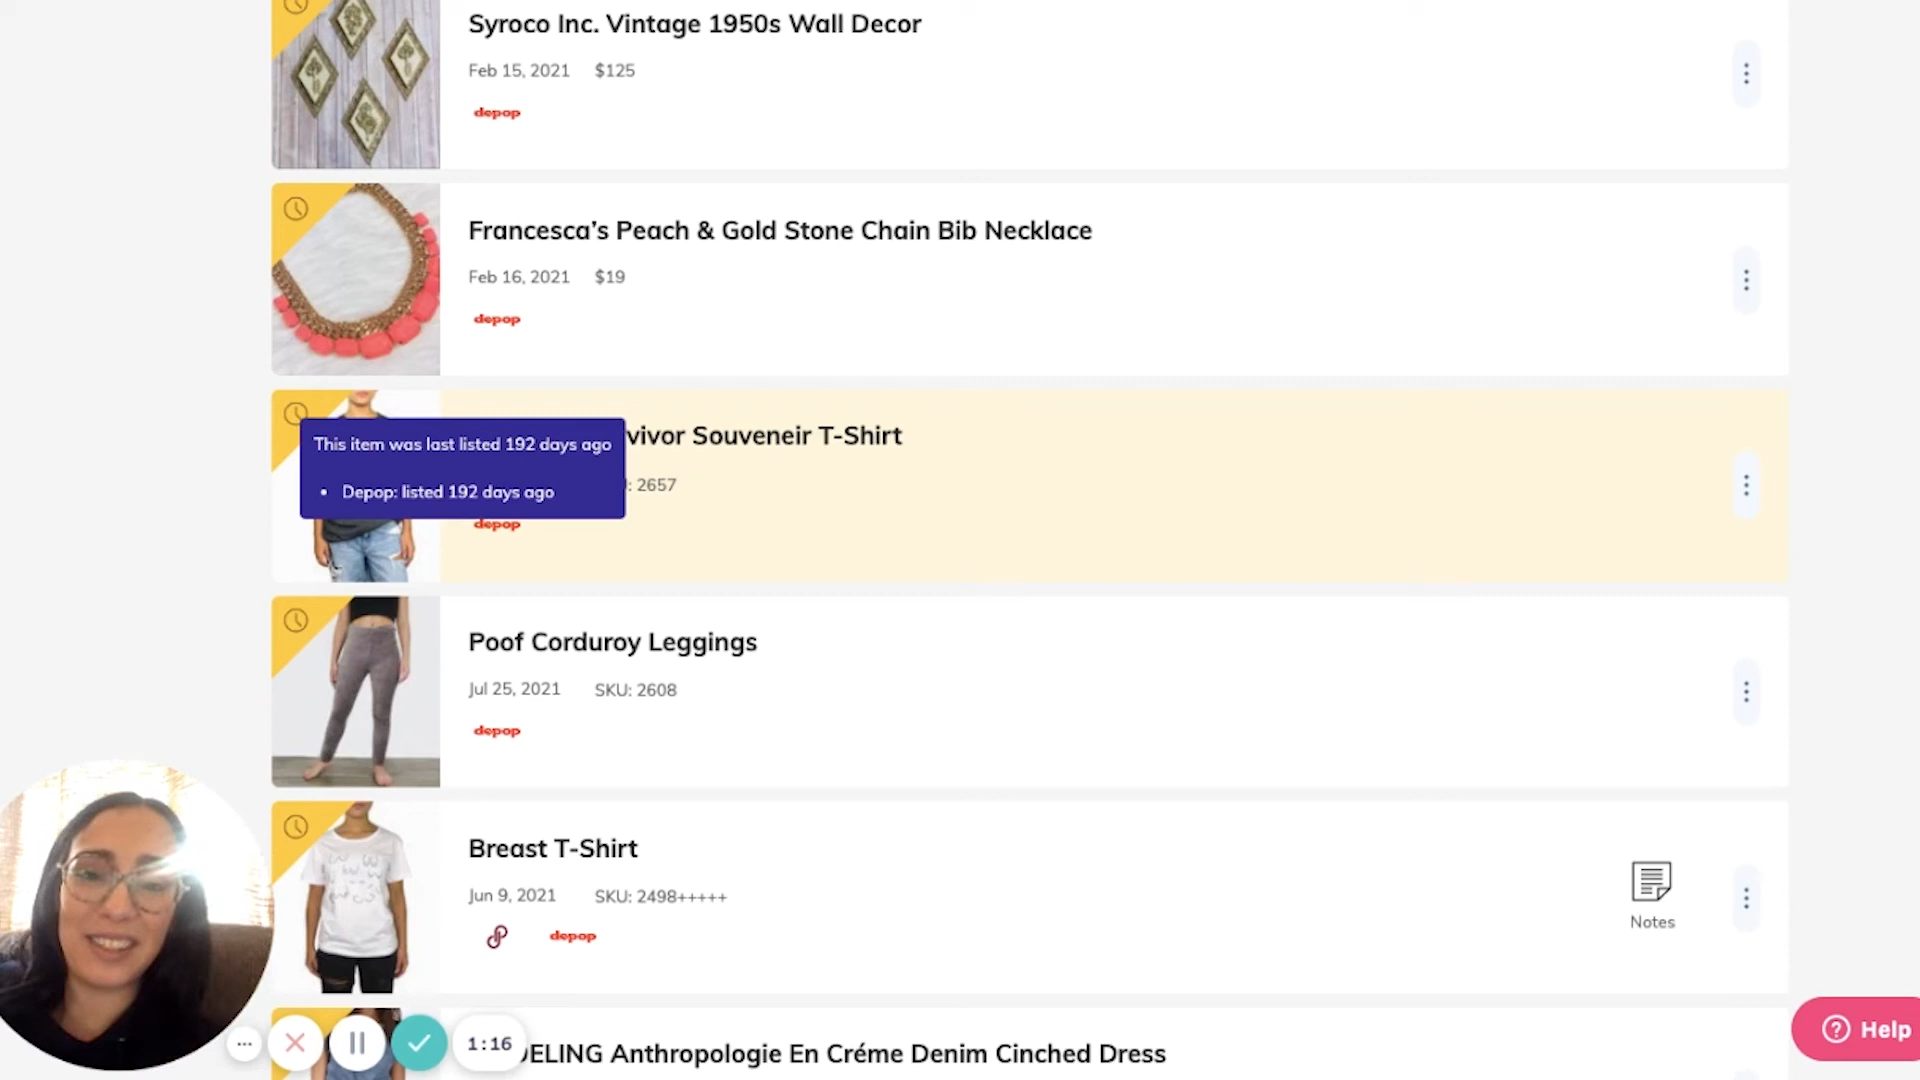 Syroco Inc. Vintage 1950s Wall Decor
Feb 15, 2021 $125
depop
Francesca's Peach & Gold Stone Chain Bib Necklace
Feb 16, 2021 $19
depop
This item was last listed 192 days ago
vivor Souveneir T-Shirt
• Depop: listed 192 days ago
: 2657
depop
Poof Corduroy Leggings
Jul 25, 2021 SKU: 2608
depop
Breast T-Shirt
Jun 9, 2021 SKU: 2498+++++
depop
Notes
1:16
ELING Anthropologie En Créme Denim Cinched Dress
Help